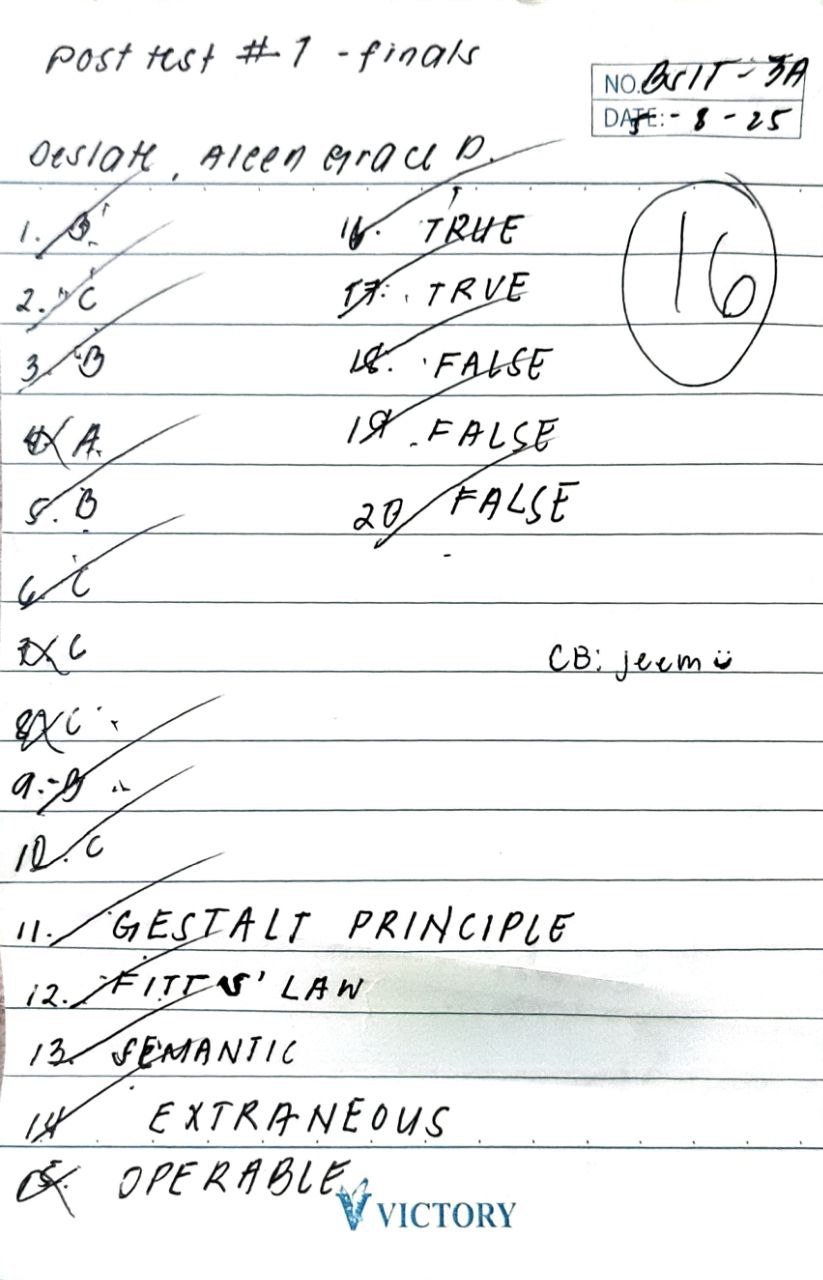 Post test #1 - finals
NO. BSIT - 3A
DATE: 5 - 8 - 25
Deslate, Aleen Grace D.
1. B
2. C
3. B
4. A.
5. B
6. C
7. C
8. C
9. B
10. C
11. GESTALT PRINCIPLE
12. FITTS' LAW
13. SEMANTIC
14 EXTRANEOUS
15. OPERABLE
16. TRUE
17. TRUE
18. FALSE
19. FALSE
20 FALSE
16
CB: jeem
VICTORY